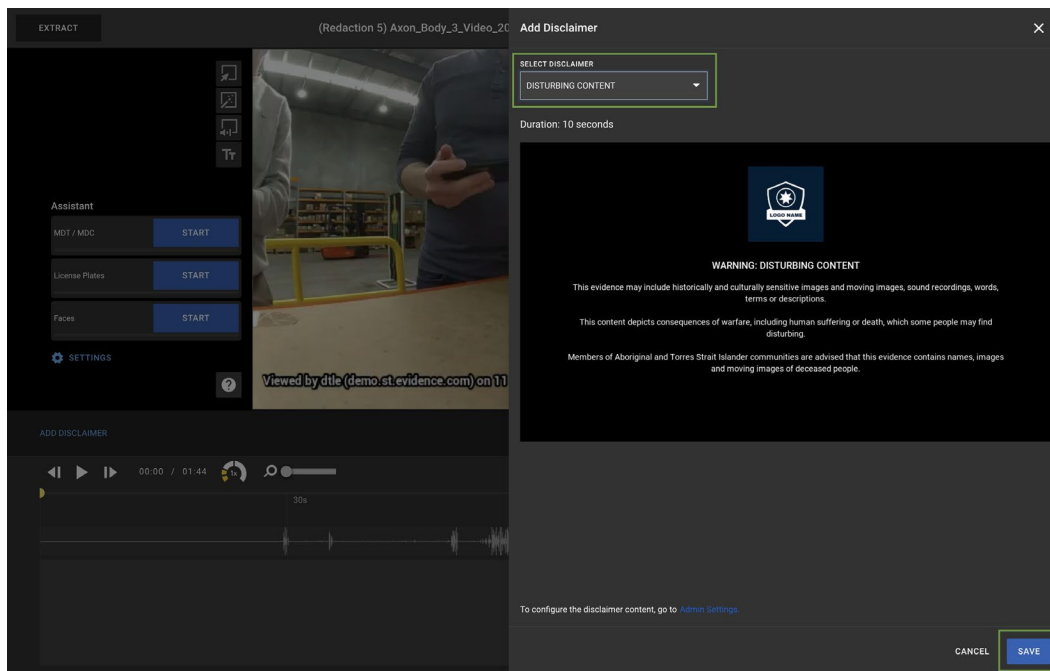 EXTRACT
(Redaction 5) Axon_Body_3_Video_20
Assistant
MDT / MDC
START
License Plates
START
Faces
START
SETTINGS
?
Tт
Viewed by dtle (demo.st.evidence.com) on 11
ADD DISCLAIMER
00:00 / 01:44
1x
30s
Add Disclaimer
SELECT DISCLAIMER
DISTURBING CONTENT
Duration: 10 seconds
LOGO NAME
WARNING: DISTURBING CONTENT
This evidence may include historically and culturally sensitive images and moving images, sound recordings, words,
terms or descriptions.
This content depicts consequences of warfare, including human suffering or death, which some people may find
disturbing.
Members of Aboriginal and Torres Strait Islander communities are advised that this evidence contains names, images
and moving images of deceased people.
To configure the disclaimer content, go to Admin Settings.
CANCEL
SAVE